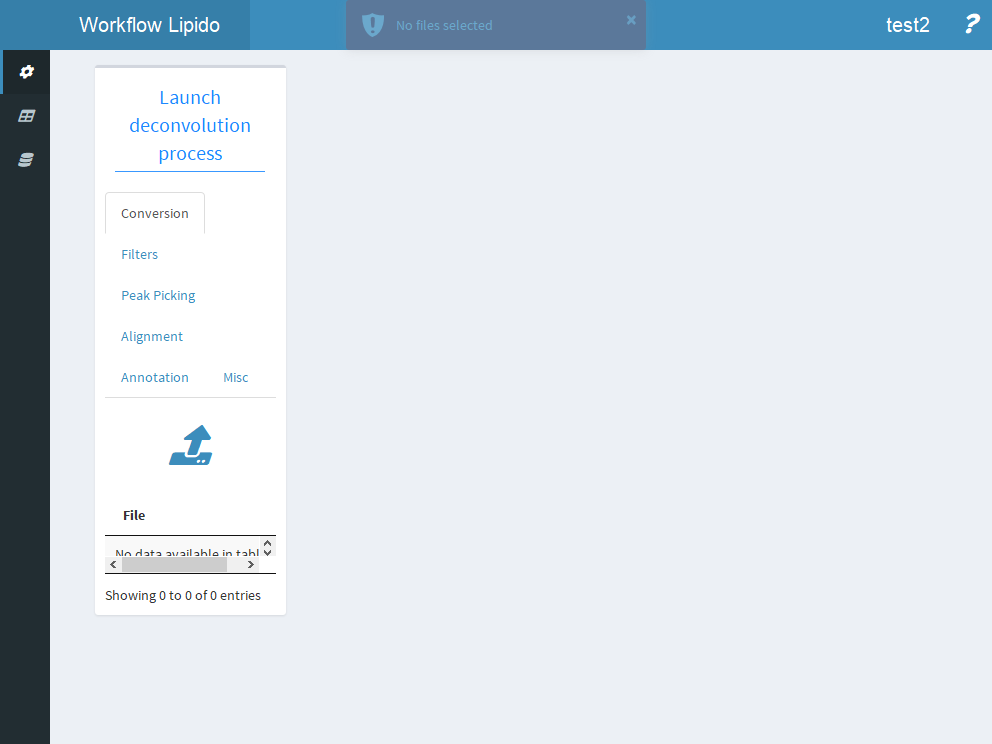 Workflow Lipido
No files selected
×
test2
?
Launch
deconvolution
process
Conversion
Filters
Peak Picking
Alignment
Annotation Misc
File
No data available in tabl
Showing 0 to 0 of 0 entries